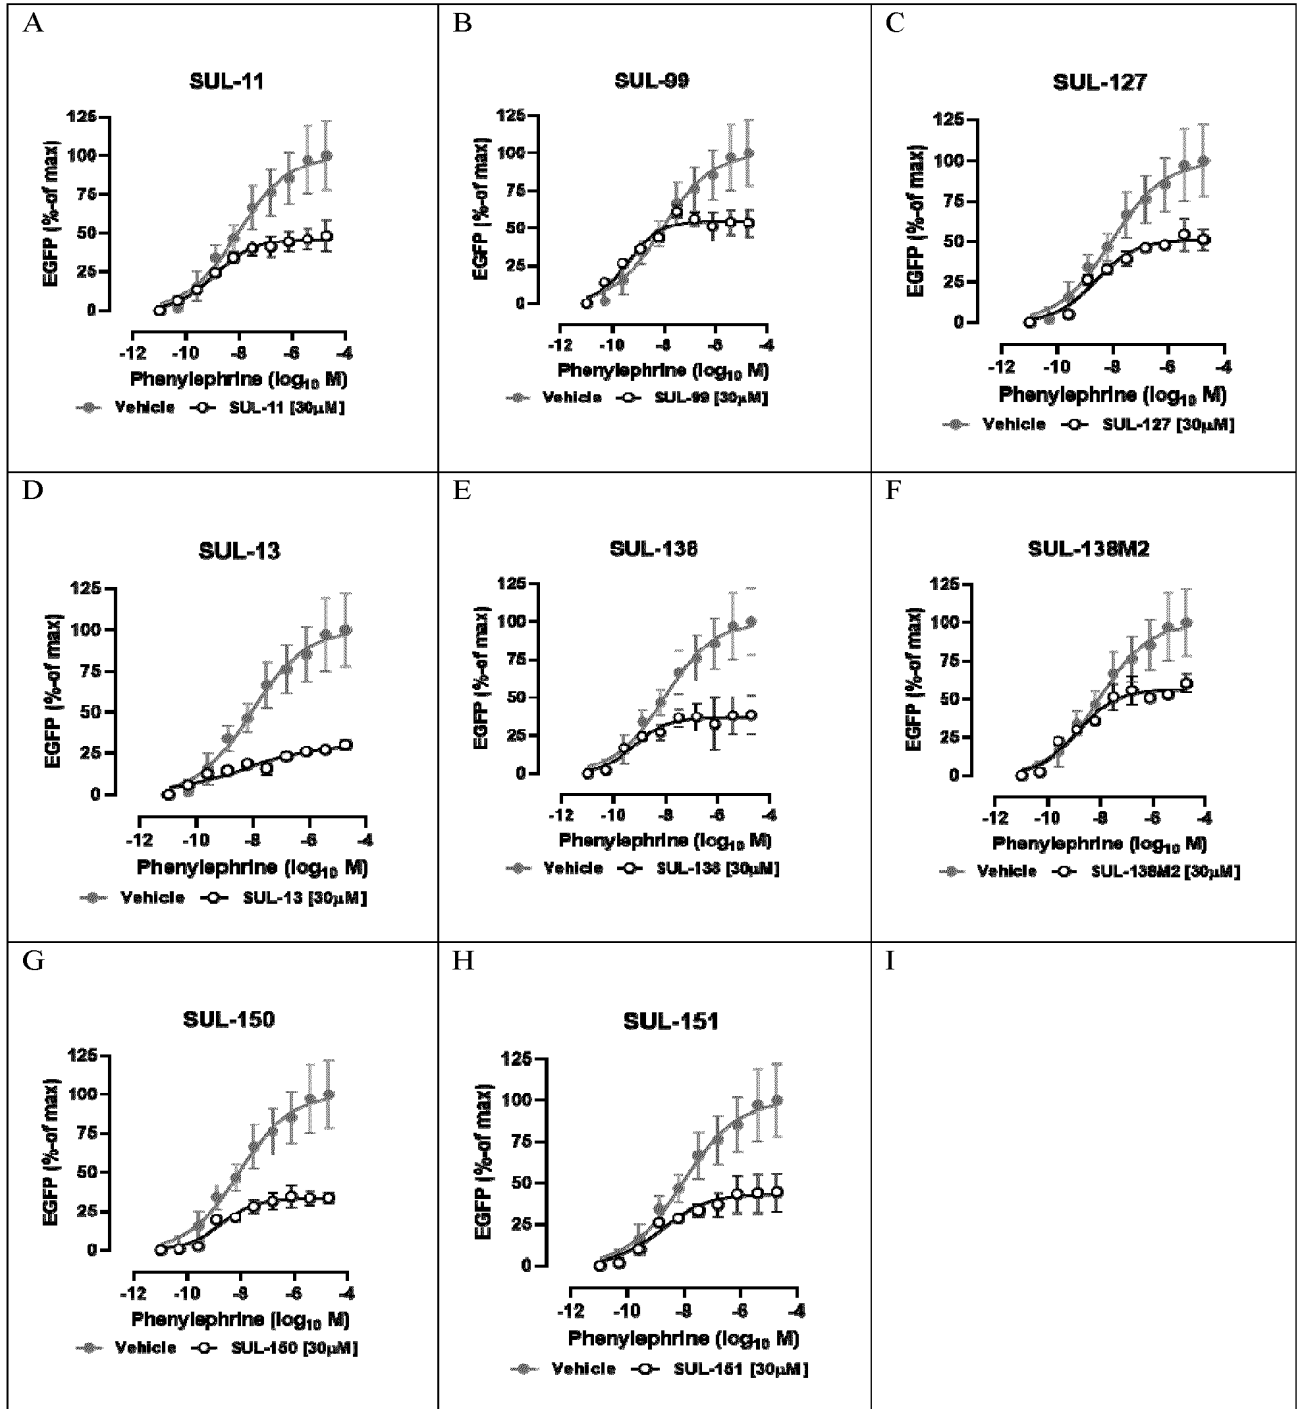 A
SUL-11
EGFP (%-of max)
125
100
75
50
25
0
-12 -10 -8 -6 -4
Phenylephrine (log10 M)
Vehicle SUL-11 [30μM]
B
SUL-99
EGFP (%-of max)
125
100
75
50
25
0
-12 -10 -8 -6 -4
Phenylephrine (log10 M)
Vehicle SUL-99 [30μM]
C
SUL-127
EGFP (%-of max)
125
100
75
50
25
0
-12 -10 -8 -6 -4
Phenylephrine (log10 M)
Vehicle SUL-127 [30μM]
D
SUL-13
EGFP (%-of max)
125
100
75
50
25
0
-12 -10 -8 -6 -4
Phenylephrine (log10 M)
Vehicle SUL-13 [30μM]
E
SUL-138
EGFP (%-of max)
125
100
75
50
25
0
-12 -10 -8 -6 -4
Phenylephrine (log10 M)
Vehicle SUL-138 [30μM]
F
SUL-138M2
EGFP (%-of max)
125
100
75
50
25
0
-12 -10 -8 -6 -4
Phenylephrine (log10 M)
Vehicle SUL-138M2 [30μM]
G
SUL-150
EGFP (%-of max)
125
100
75
50
25
0
-12 -10 -8 -6 -4
Phenylephrine (log10 M)
Vehicle SUL-150 [30μM]
H
SUL-151
EGFP (%-of max)
125
100
75
50
25
0
-12 -10 -8 -6 -4
Phenylephrine (log10 M)
Vehicle SUL-151 [30μM]
I